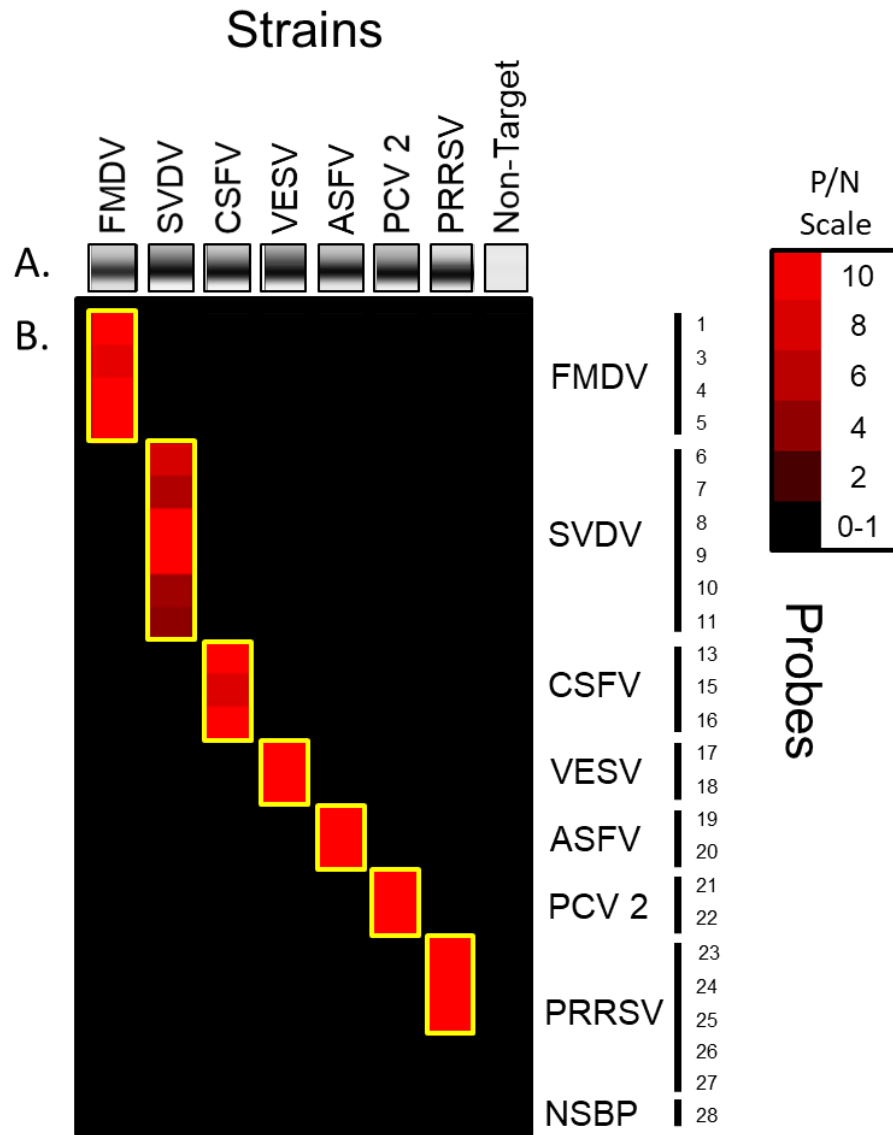 Strains
FMDV
SVDV
CSFV
VESV
ASFV
PCV 2
PRRSV
Non-Target
A.
B.
P/N
Scale
10
8
6
4
2
0-1
Probes
FMDV
1
3
4
5
SVDV
6
7
8
9
10
11
CSFV
13
15
16
VESV
17
18
ASFV
19
20
PCV 2
21
22
PRRSV
23
24
25
26
27
NSBP
28